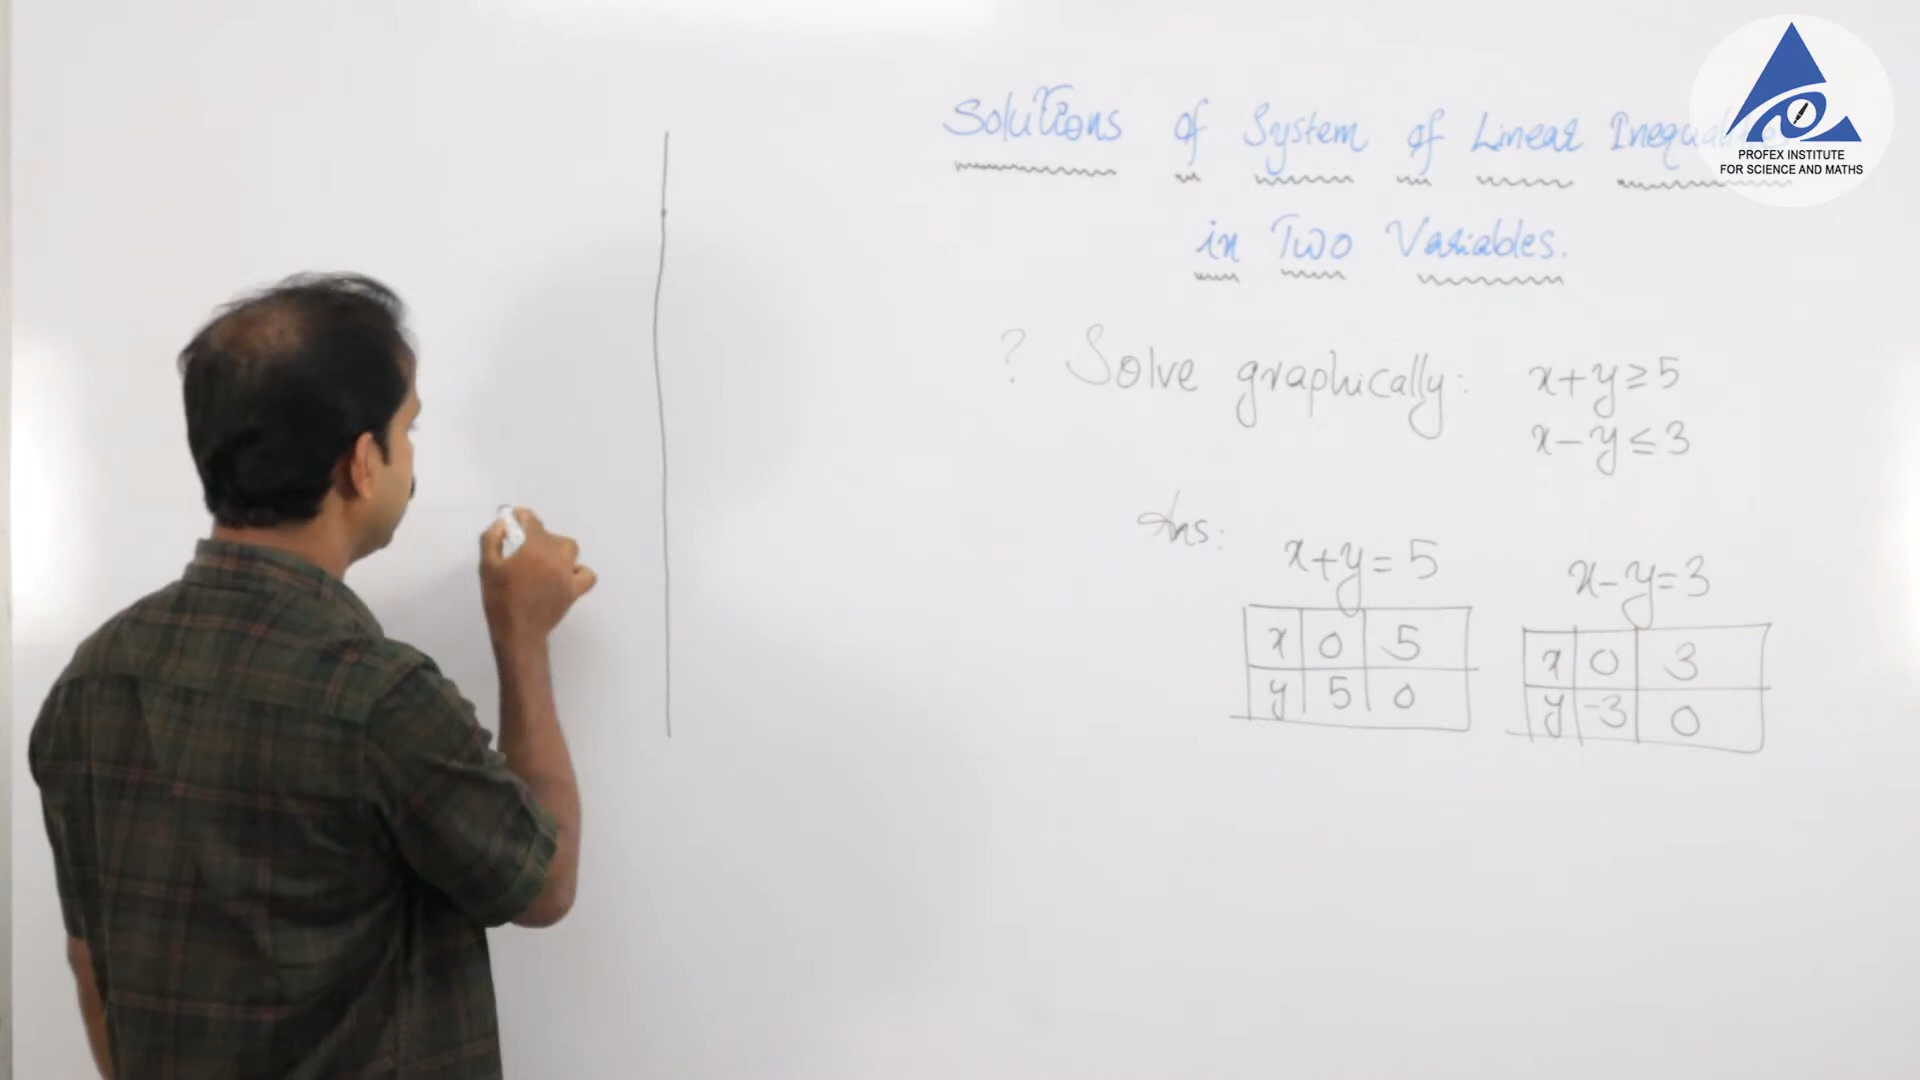 Solutions of System of Linear
in Two Variables.
? Solve graphically: x+y≥5
x-y≤3
Ans:
x+y=5
x 0 5
y 5 0
x-y=3
x 0 3
y -3 0
PROFEX INSTITUTE
FOR SCIENCE AND MATHS